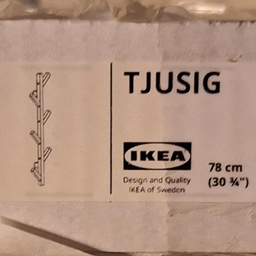 TJUSIG
IKEA
Design and Quality
IKEA of Sweden
78 cm
(30 ¾")